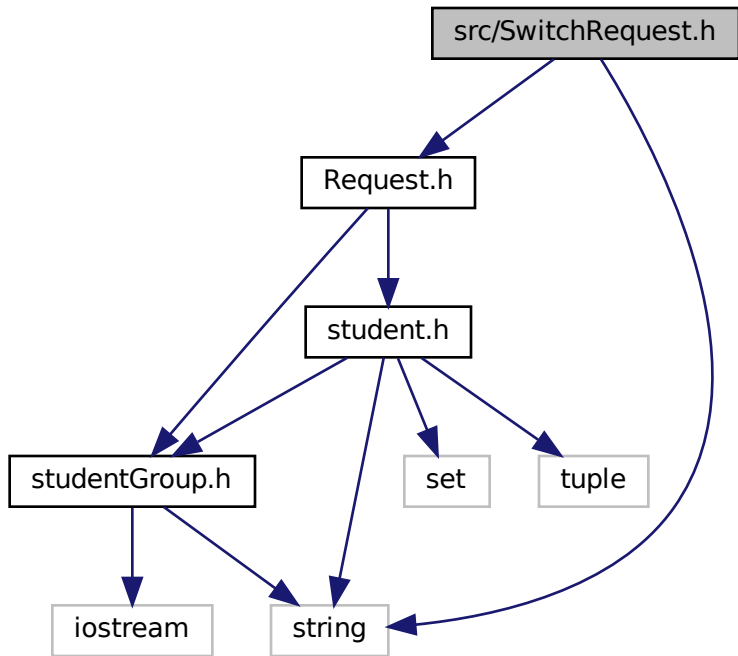 src/SwitchRequest.h
Request.h
student.h
studentGroup.h
set
tuple
iostream
string